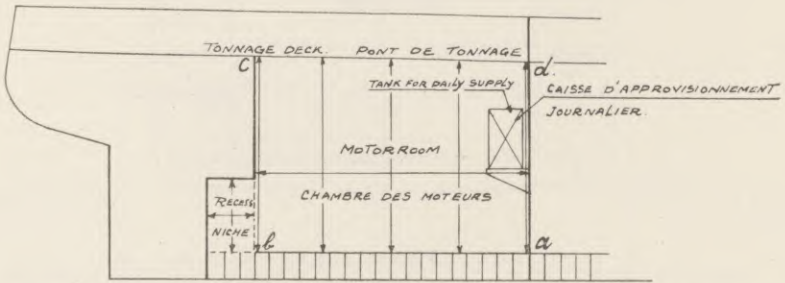 TONNAGE DECK. PONT DE TONNAGE
c
d.
TANK FOR DAILY SUPPLY
CAISSE D'APPROVISIONNEMENT
JOURNALIER.
MOTORROOM
CHAMBRE DES MOTEURS
RECESS
NICHE
b
a